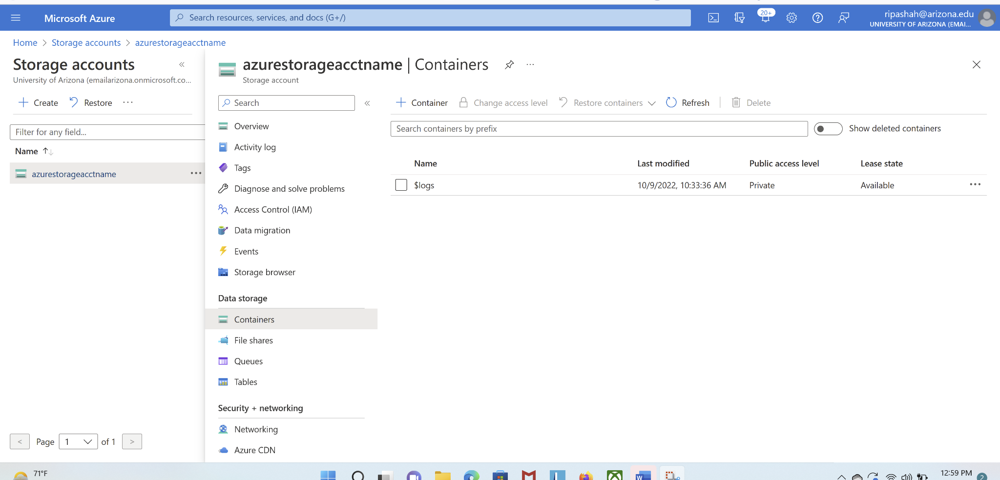 Microsoft Azure
Search resources, services, and docs (G+/)
20+
ripashah@arizona.edu
UNIVERSITY OF ARIZONA (EMAI...
Home > Storage accounts > azurestorageacctname
Storage accounts
University of Arizona (emailarizona.onmicrosoft.co...
Create
Restore
Filter for any field...
Name
azurestorageacctname
< Page 1 of 1 >
azurestorageacctname | Containers
Storage account
Search
Overview
Activity log
Tags
Diagnose and solve problems
Access Control (IAM)
Data migration
Events
Storage browser
Data storage
Containers
File shares
Queues
Tables
Security + networking
Networking
Azure CDN
Container
Change access level
Restore containers
Refresh
Delete
Search containers by prefix
Show deleted containers
Name Last modified Public access level Lease state
$logs 10/9/2022, 10:33:36 AM Private Available
71°F
12:59 PM
2